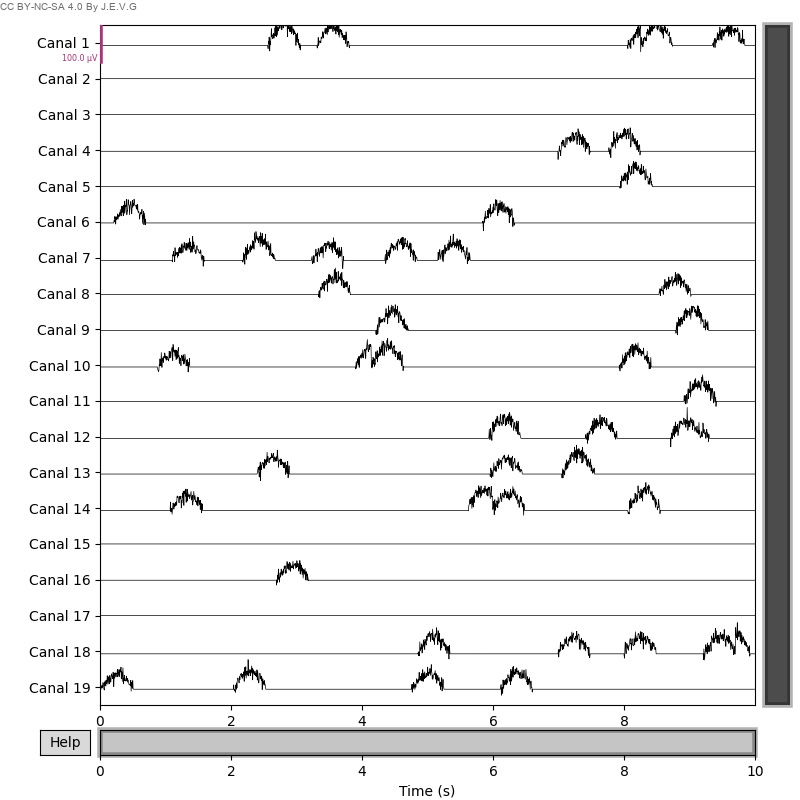 CC BY-NC-SA 4.0 By J.E.V.G
Canal 1
100.0 µV
Canal 2
Canal 3
Canal 4
Canal 5
Canal 6
Canal 7
Canal 8
Canal 9
Canal 10
Canal 11
Canal 12
Canal 13
Canal 14
Canal 15
Canal 16
Canal 17
Canal 18
Canal 19
0 2 4 6 8
Help
0 2 4 6 8 10
Time (s)